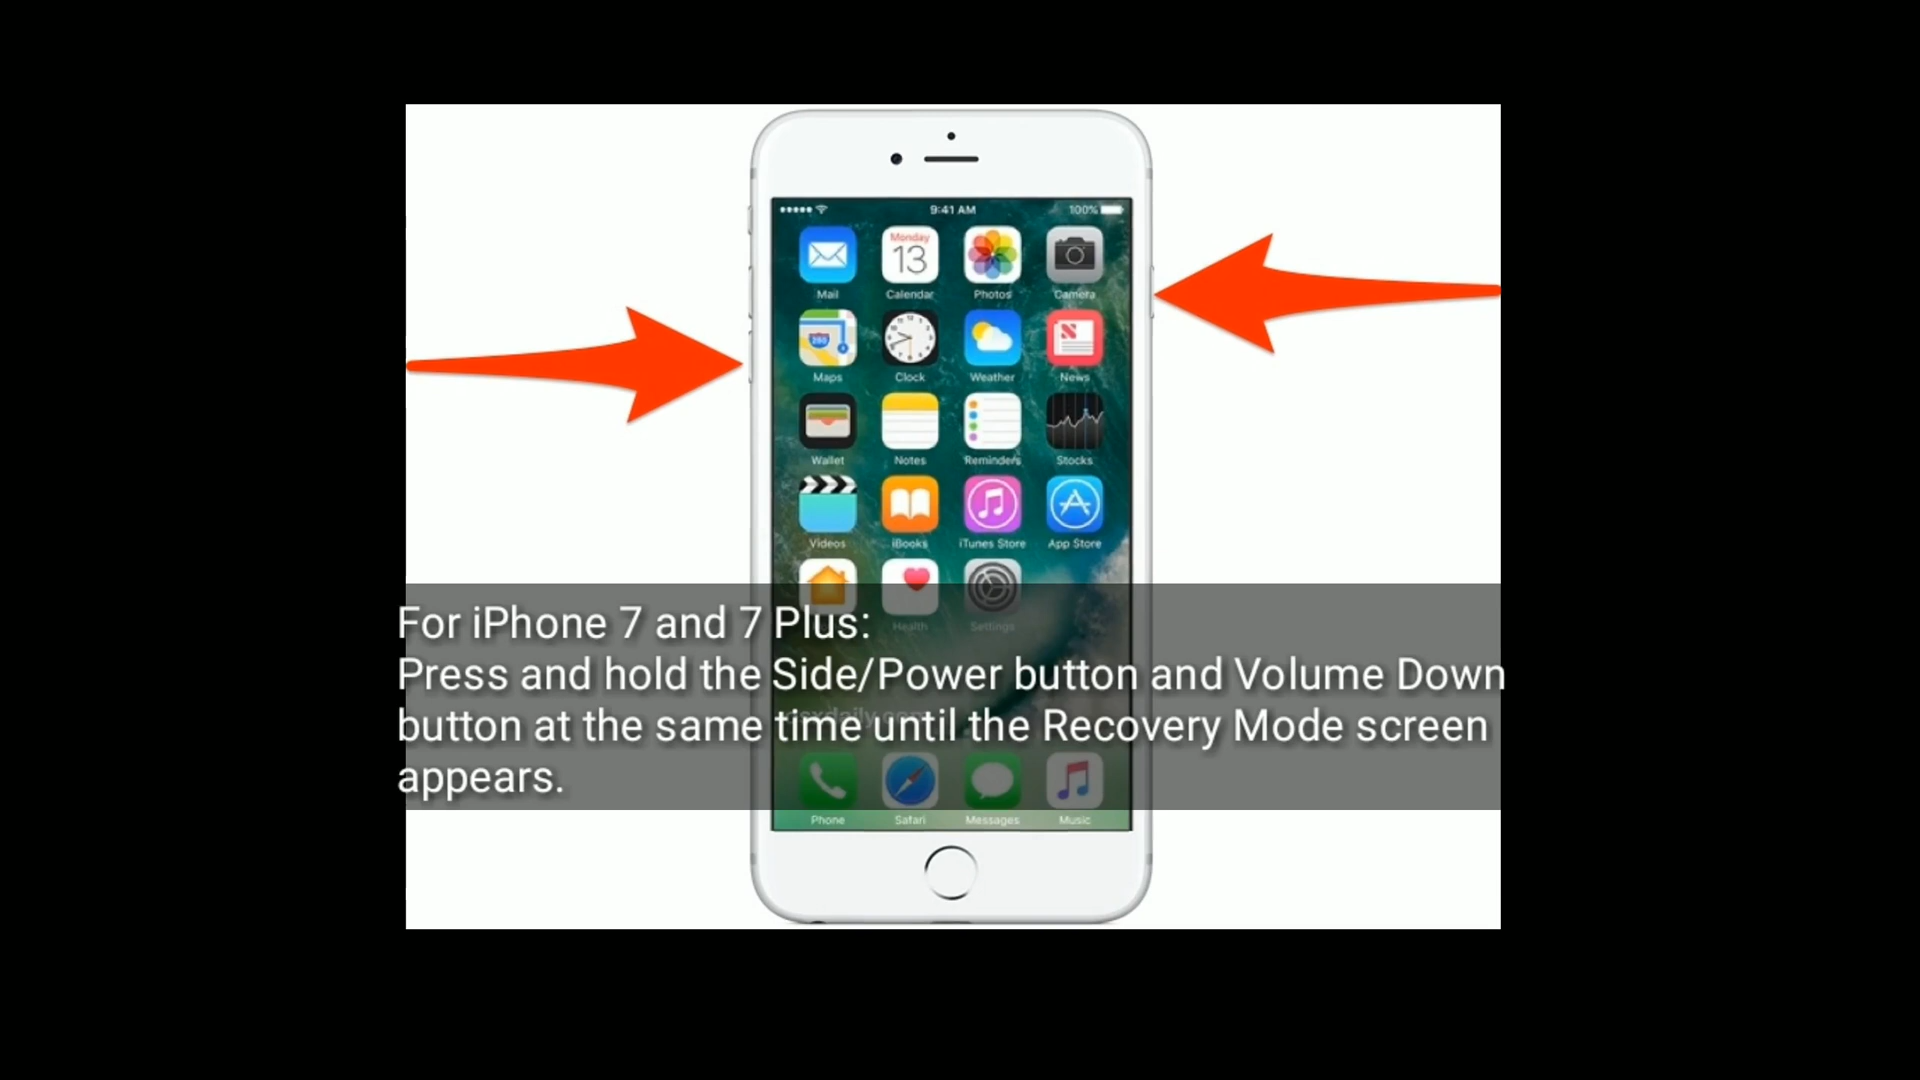 9:41 AM 100%
Monday
13
Mail Calendar Photos Camera
280
Maps Clock Weather News
Wallet Notes Reminders Stocks
Videos iBooks iTunes Store App Store
Health Settings
For iPhone 7 and 7 Plus:
Press and hold the Side/Power button and Volume Down
button at the same time until the Recovery Mode screen
appears.
Phone Safari Messages Music